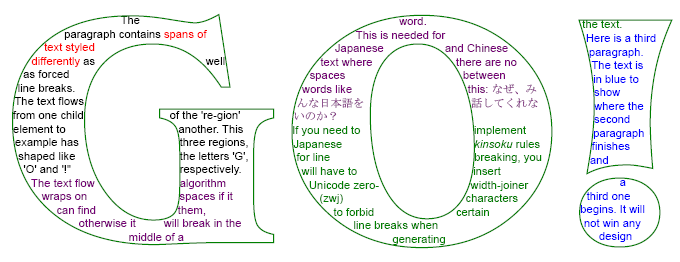 The
paragraph contains spans of
text styled
differently as well
as forced
line breaks.
The text flows
from one child of the 're-gion'
element to another. This
example has three regions,
shaped like the letters 'G',
'O' and '!' respectively.
The text flow algorithm
wraps on spaces if it
can find them,
otherwise it will break in the
middle of a
word.
This is needed for
Japanese and Chinese
text where there are no
spaces between
words like this: なぜ、み
んな日本語を 話してくれな
いのか？
If you need to implement
Japanese kinsoku rules
for line breaking, you
will have to insert
Unicode zero- width-joiner
(zwj) characters
to forbid certain
line breaks when
generating
the text.
Here is a third
paragraph.
The text is
in blue to
show
where the
second
paragraph
finishes
and
a
third one
begins. It will
not win any
design